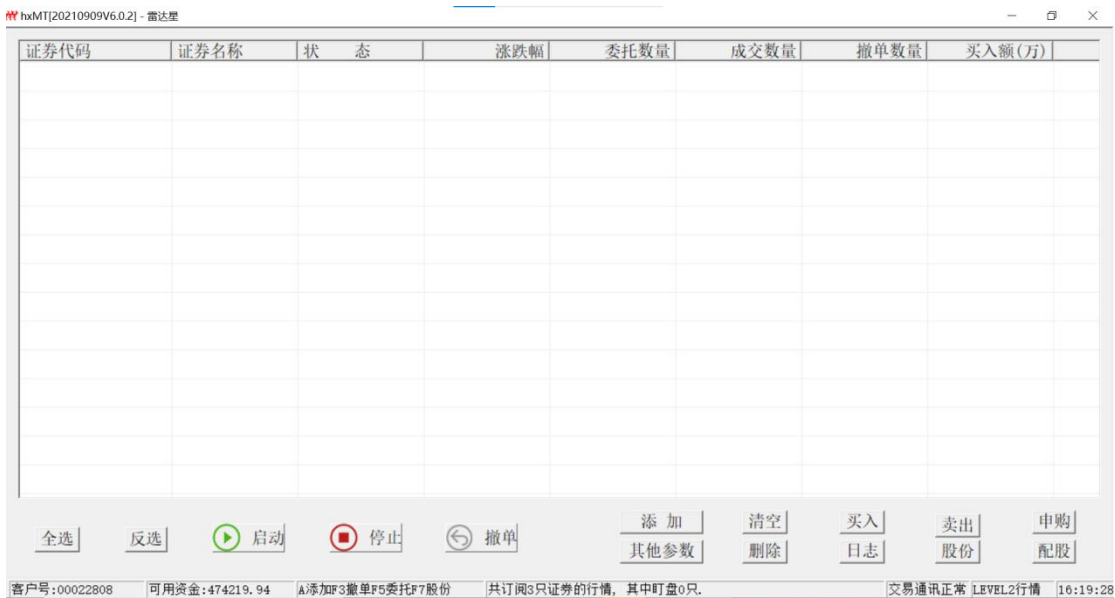 hxMT[20210909V6.0.2] - 雷达星
证券代码 证券名称 状 态 涨跌幅 委托数量 成交数量 撤单数量 买入额(万)
全选 反选 启动 停止 撤单 添 加 清空 买入 卖出 申购
其他参数 删除 日志 股份 配股
客户号:00022808 可用资金:474219.94 A添加F3撤单F5委托F7股份 共订阅3只证券的行情, 其中盯盘0只. 交易通讯正常 LEVEL2行情 16:19:28